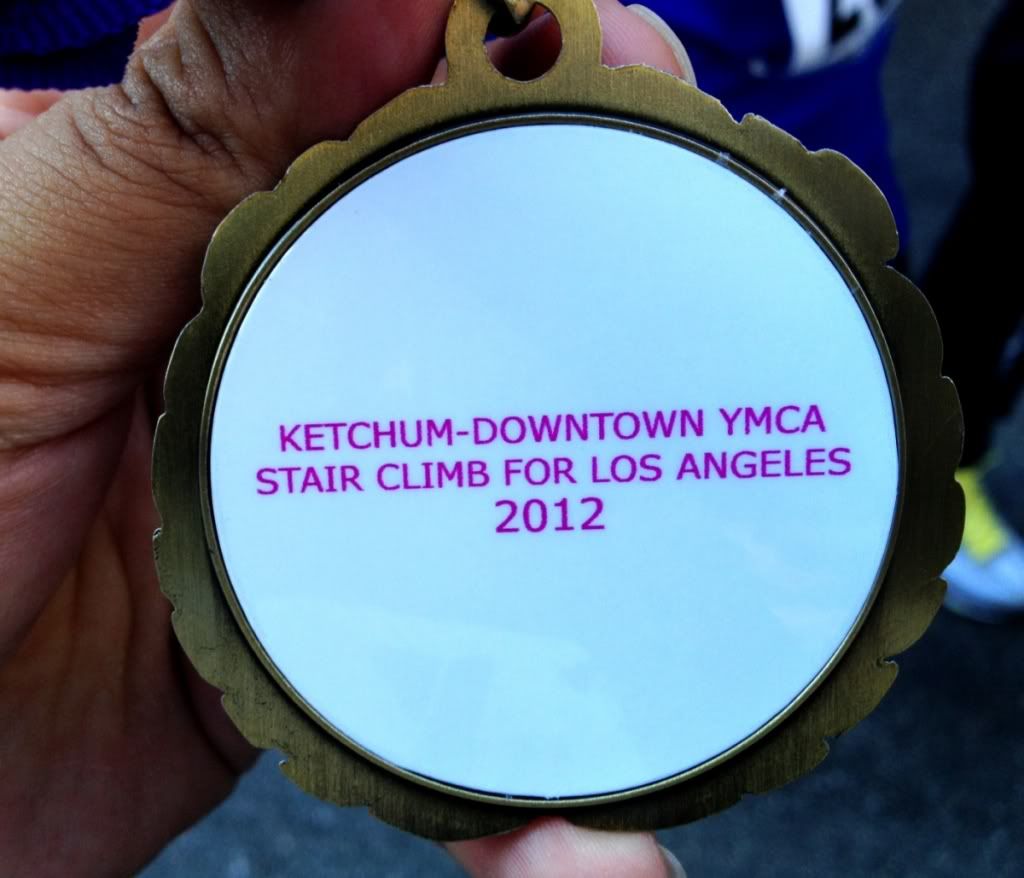 KETCHUM-DOWNTOWN YMCA
STAIR CLIMB FOR LOS ANGELES
2012